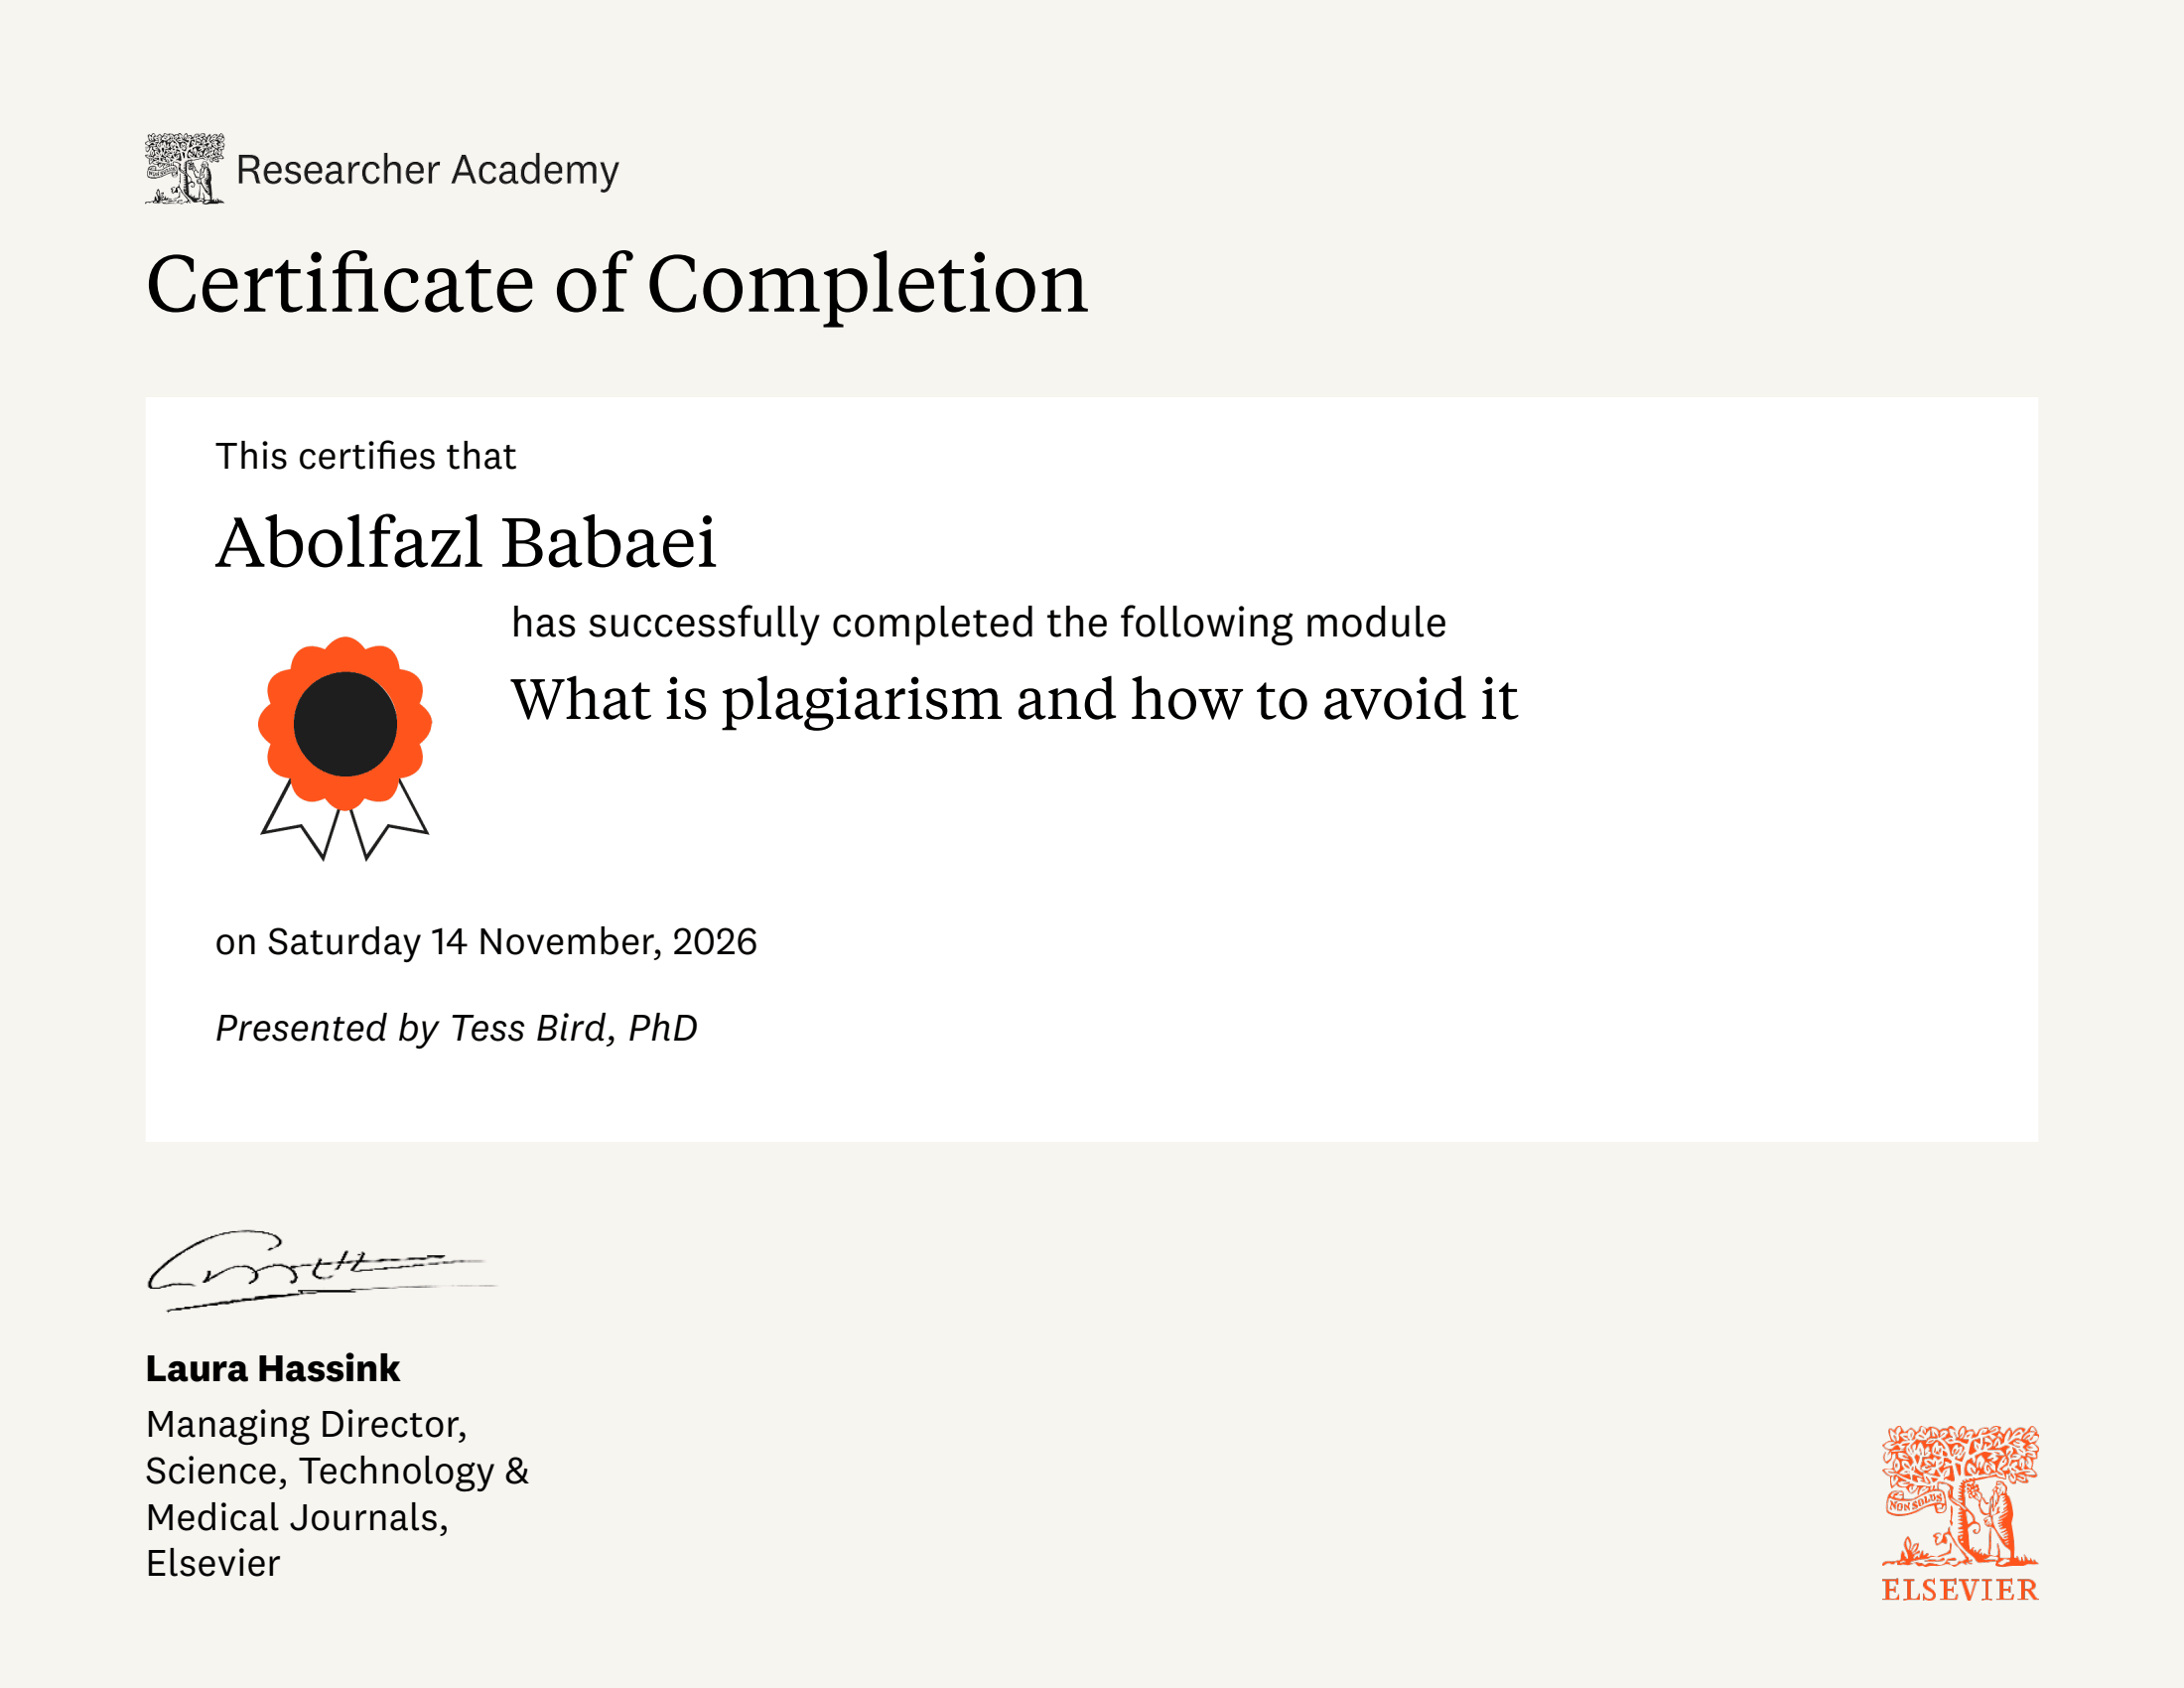 Researcher Academy
Certificate of Completion
This certifies that
Abolfazl Babaei
has successfully completed the following module
What is plagiarism and how to avoid it
on Saturday 14 November, 2026
Presented by Tess Bird, PhD
Laura Hassink
Managing Director,
Science, Technology &
Medical Journals,
Elsevier
NON SOLUS
ELSEVIER